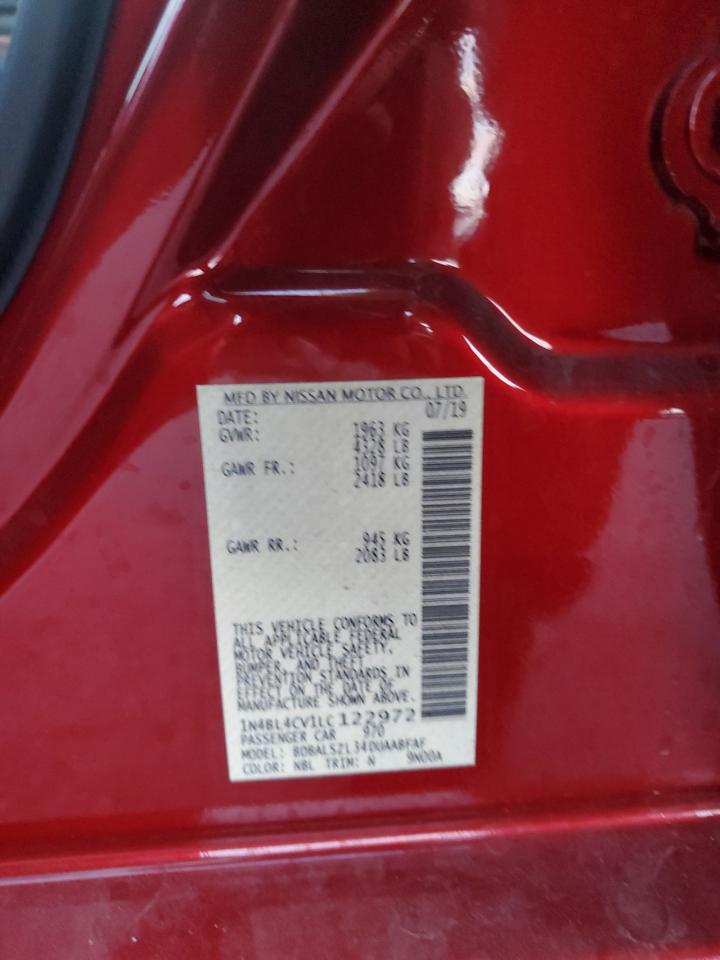 MFD BY NISSAN MOTOR CO., LTD.
DATE: 07/19
GVWR: 1963 KG
4328 LB
GAWR FR.: 1097 KG
2418 LB
GAWR RR.: 945 KG
2083 LB
THIS VEHICLE CONFORMS TO
ALL APPLICABLE FEDERAL
MOTOR VEHICLE SAFETY,
BUMPER, AND THEFT
PREVENTION STANDARDS IN
EFFECT ON THE DATE OF
MANUFACTURE SHOWN ABOVE.
1N4BL4CV1LC122972
PASSENGER CAR 970
MODEL: BDBALSZL34DUAABFAF
COLOR: NBL TRIM: N 9N00A